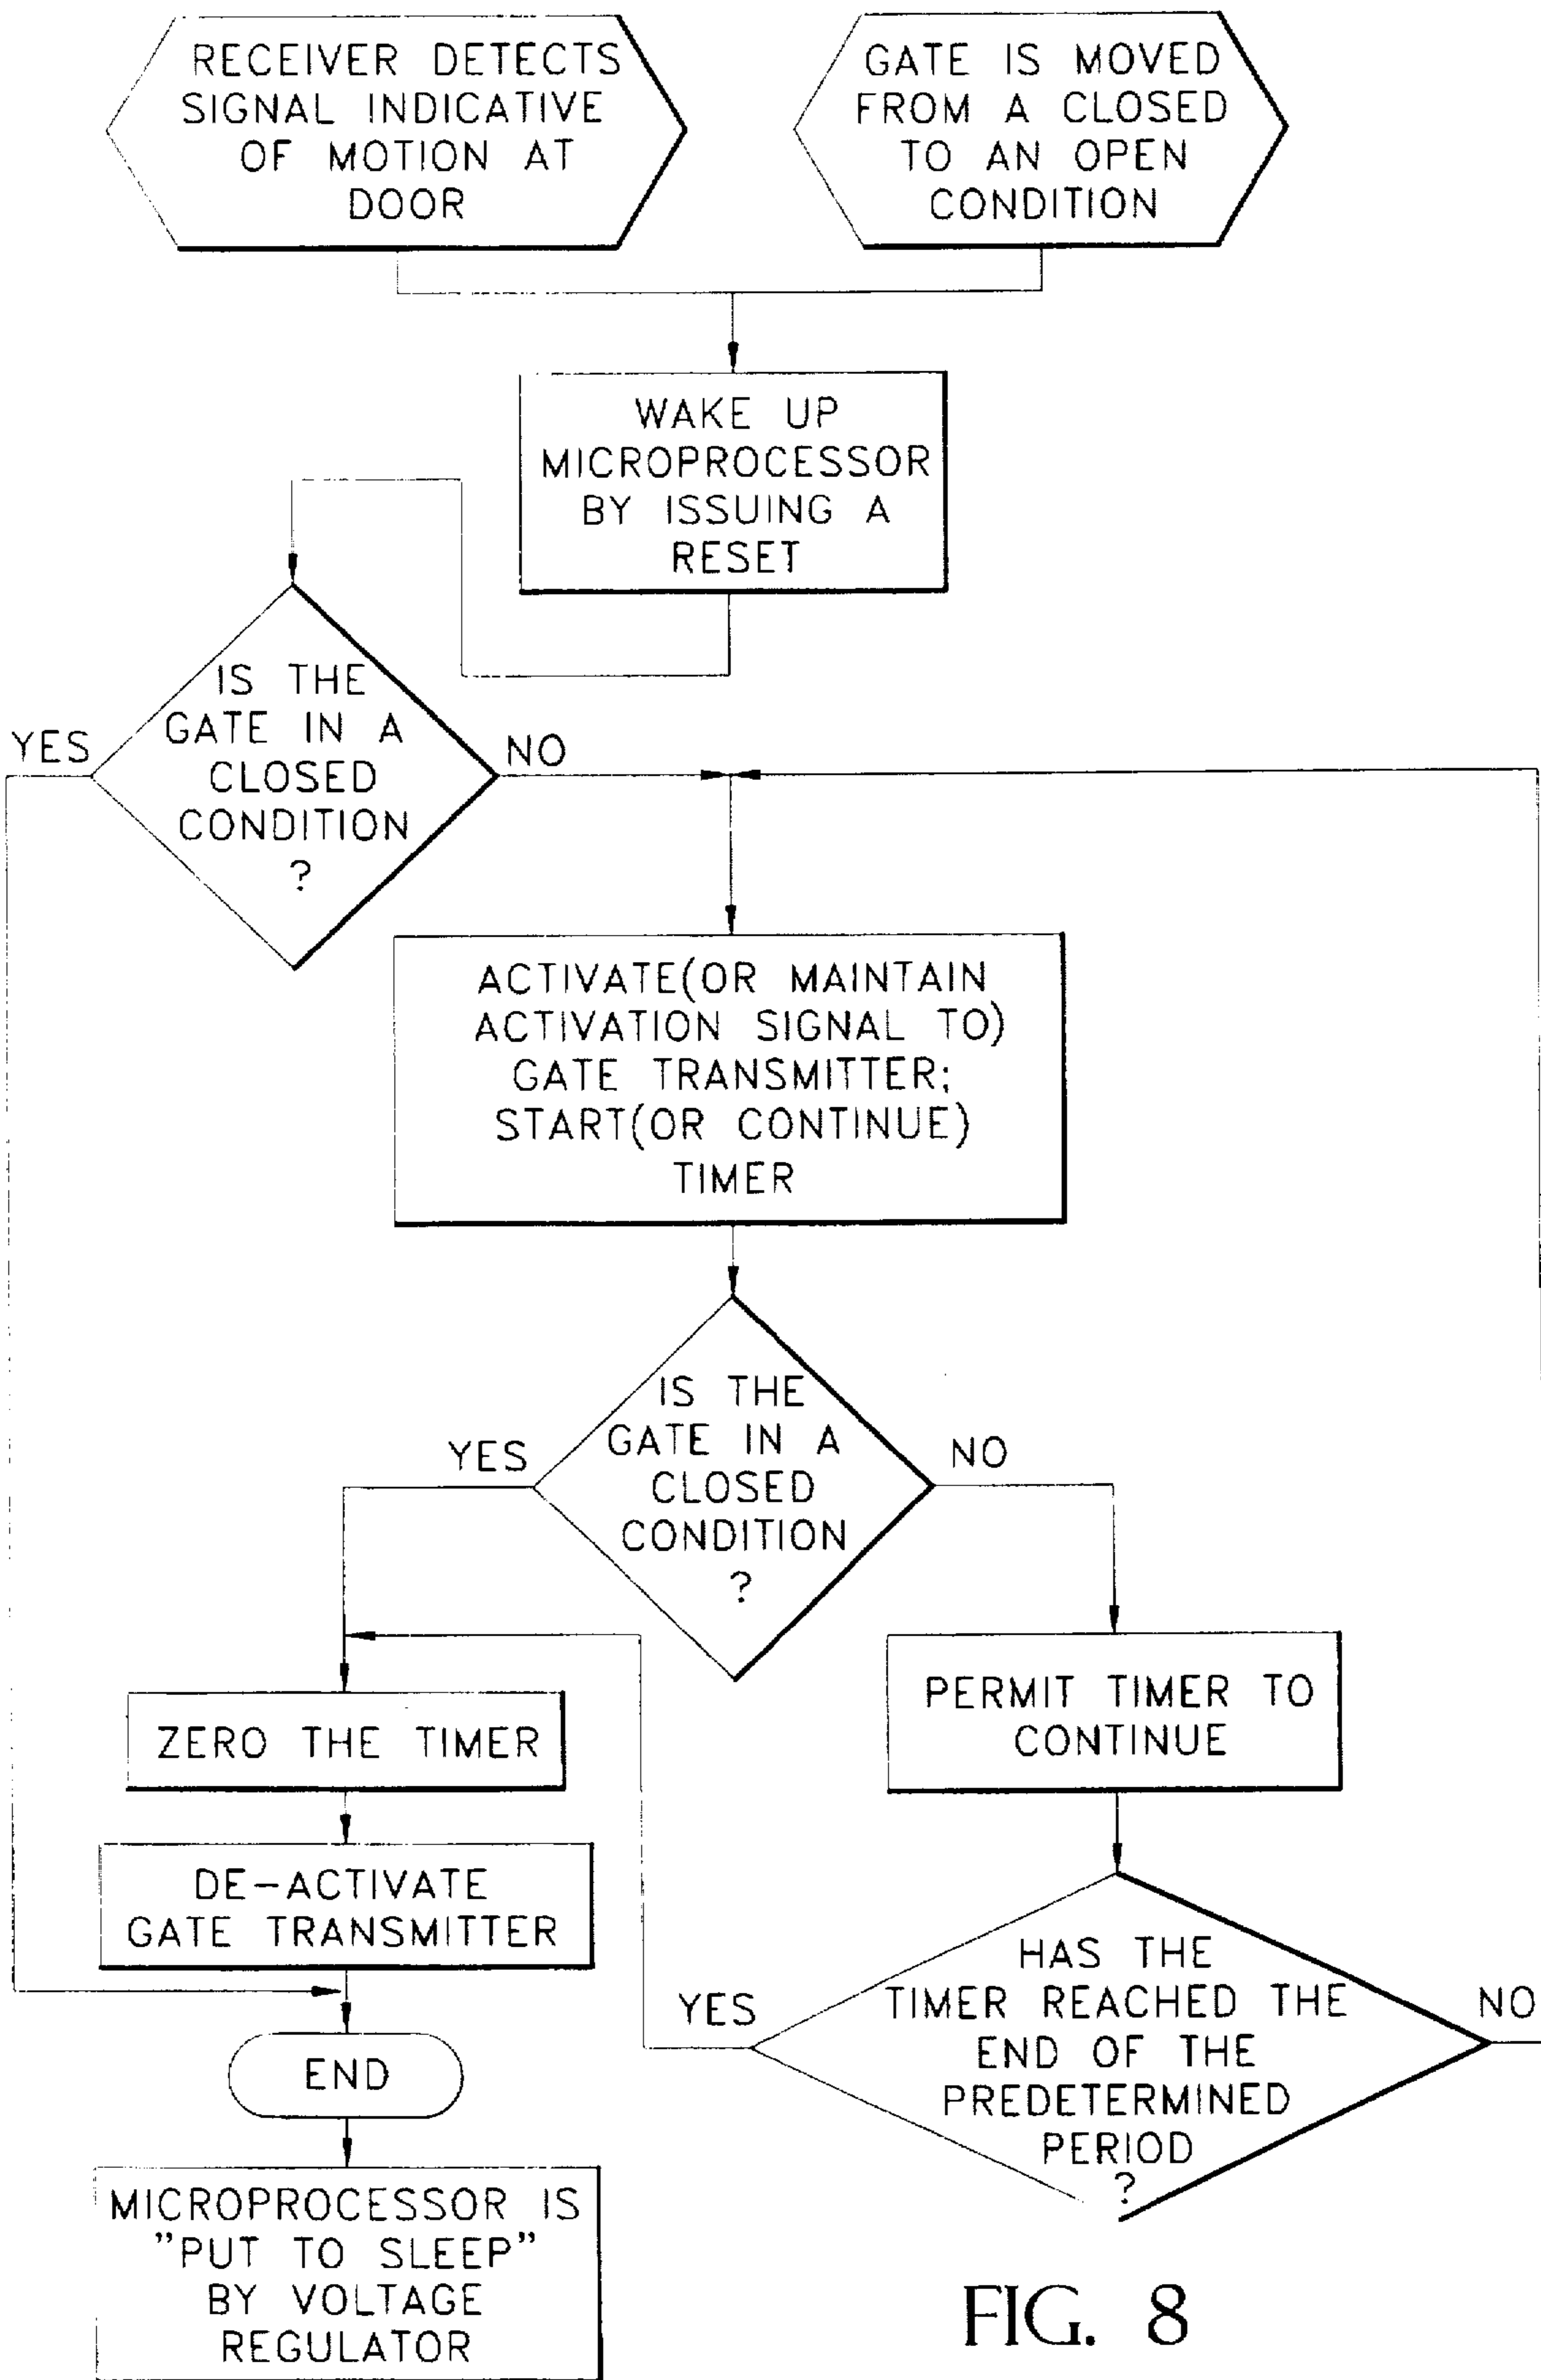 RECEIVER DETECTS
SIGNAL INDICATIVE
OF MOTION AT
DOOR
GATE IS MOVED
FROM A CLOSED
TO AN OPEN
CONDITION
WAKE UP
MICROPROCESSOR
BY ISSUING A
RESET
IS THE
GATE IN A
CLOSED
CONDITION
?
YES
NO
ACTIVATE(OR MAINTAIN
ACTIVATION SIGNAL TO)
GATE TRANSMITTER;
START(OR CONTINUE)
TIMER
IS THE
GATE IN A
CLOSED
CONDITION
?
YES
NO
ZERO THE TIMER
PERMIT TIMER TO
CONTINUE
DE-ACTIVATE
GATE TRANSMITTER
HAS THE
TIMER REACHED THE
END OF THE
PREDETERMINED
PERIOD
?
YES
NO
END
MICROPROCESSOR IS
"PUT TO SLEEP"
BY VOLTAGE
REGULATOR
FIG. 8